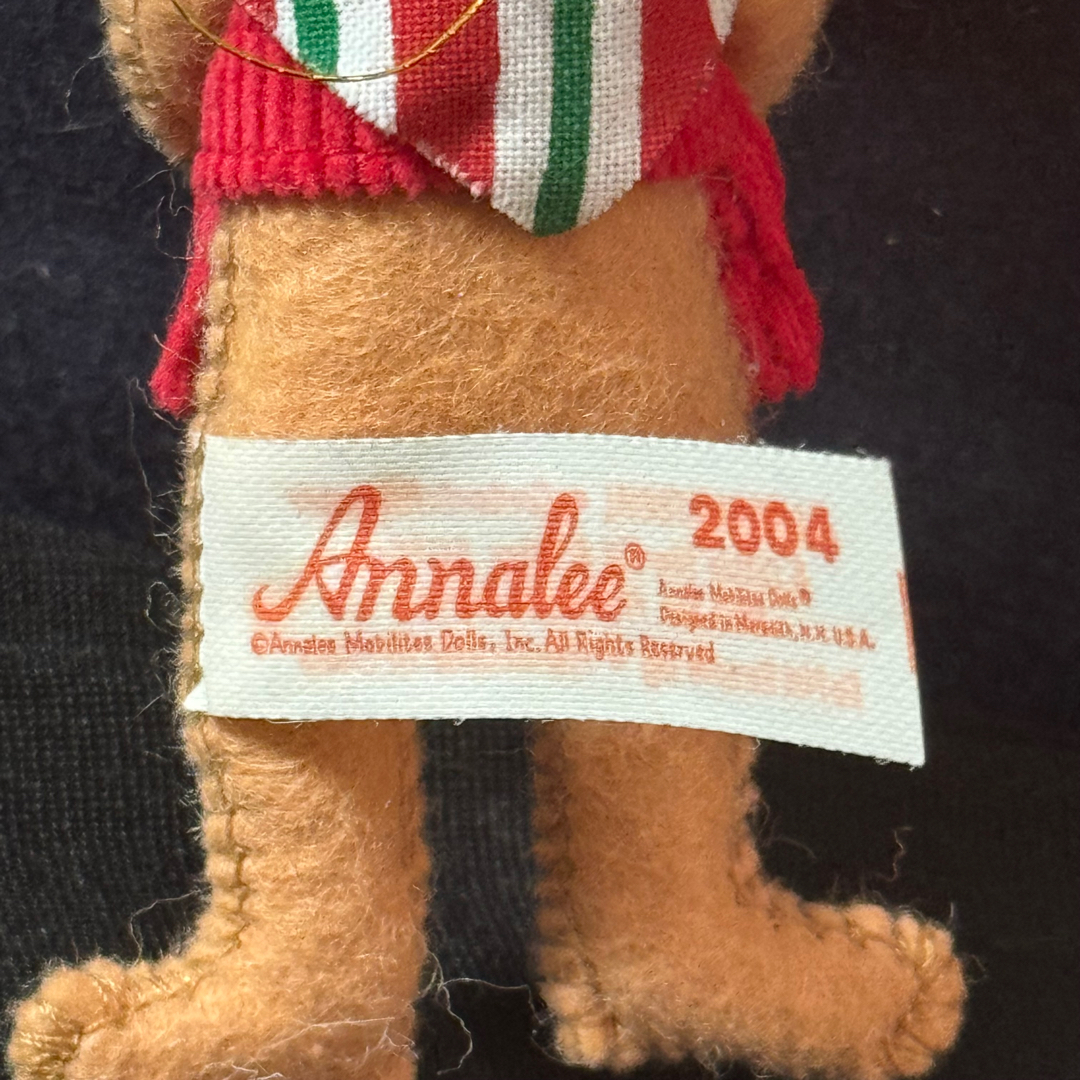 Annalee®
2004
Annalee Mobilitee Dolls®
Designed in Meredith, N.H. U.S.A.
©Annalee Mobilitee Dolls, Inc. All Rights Reserved